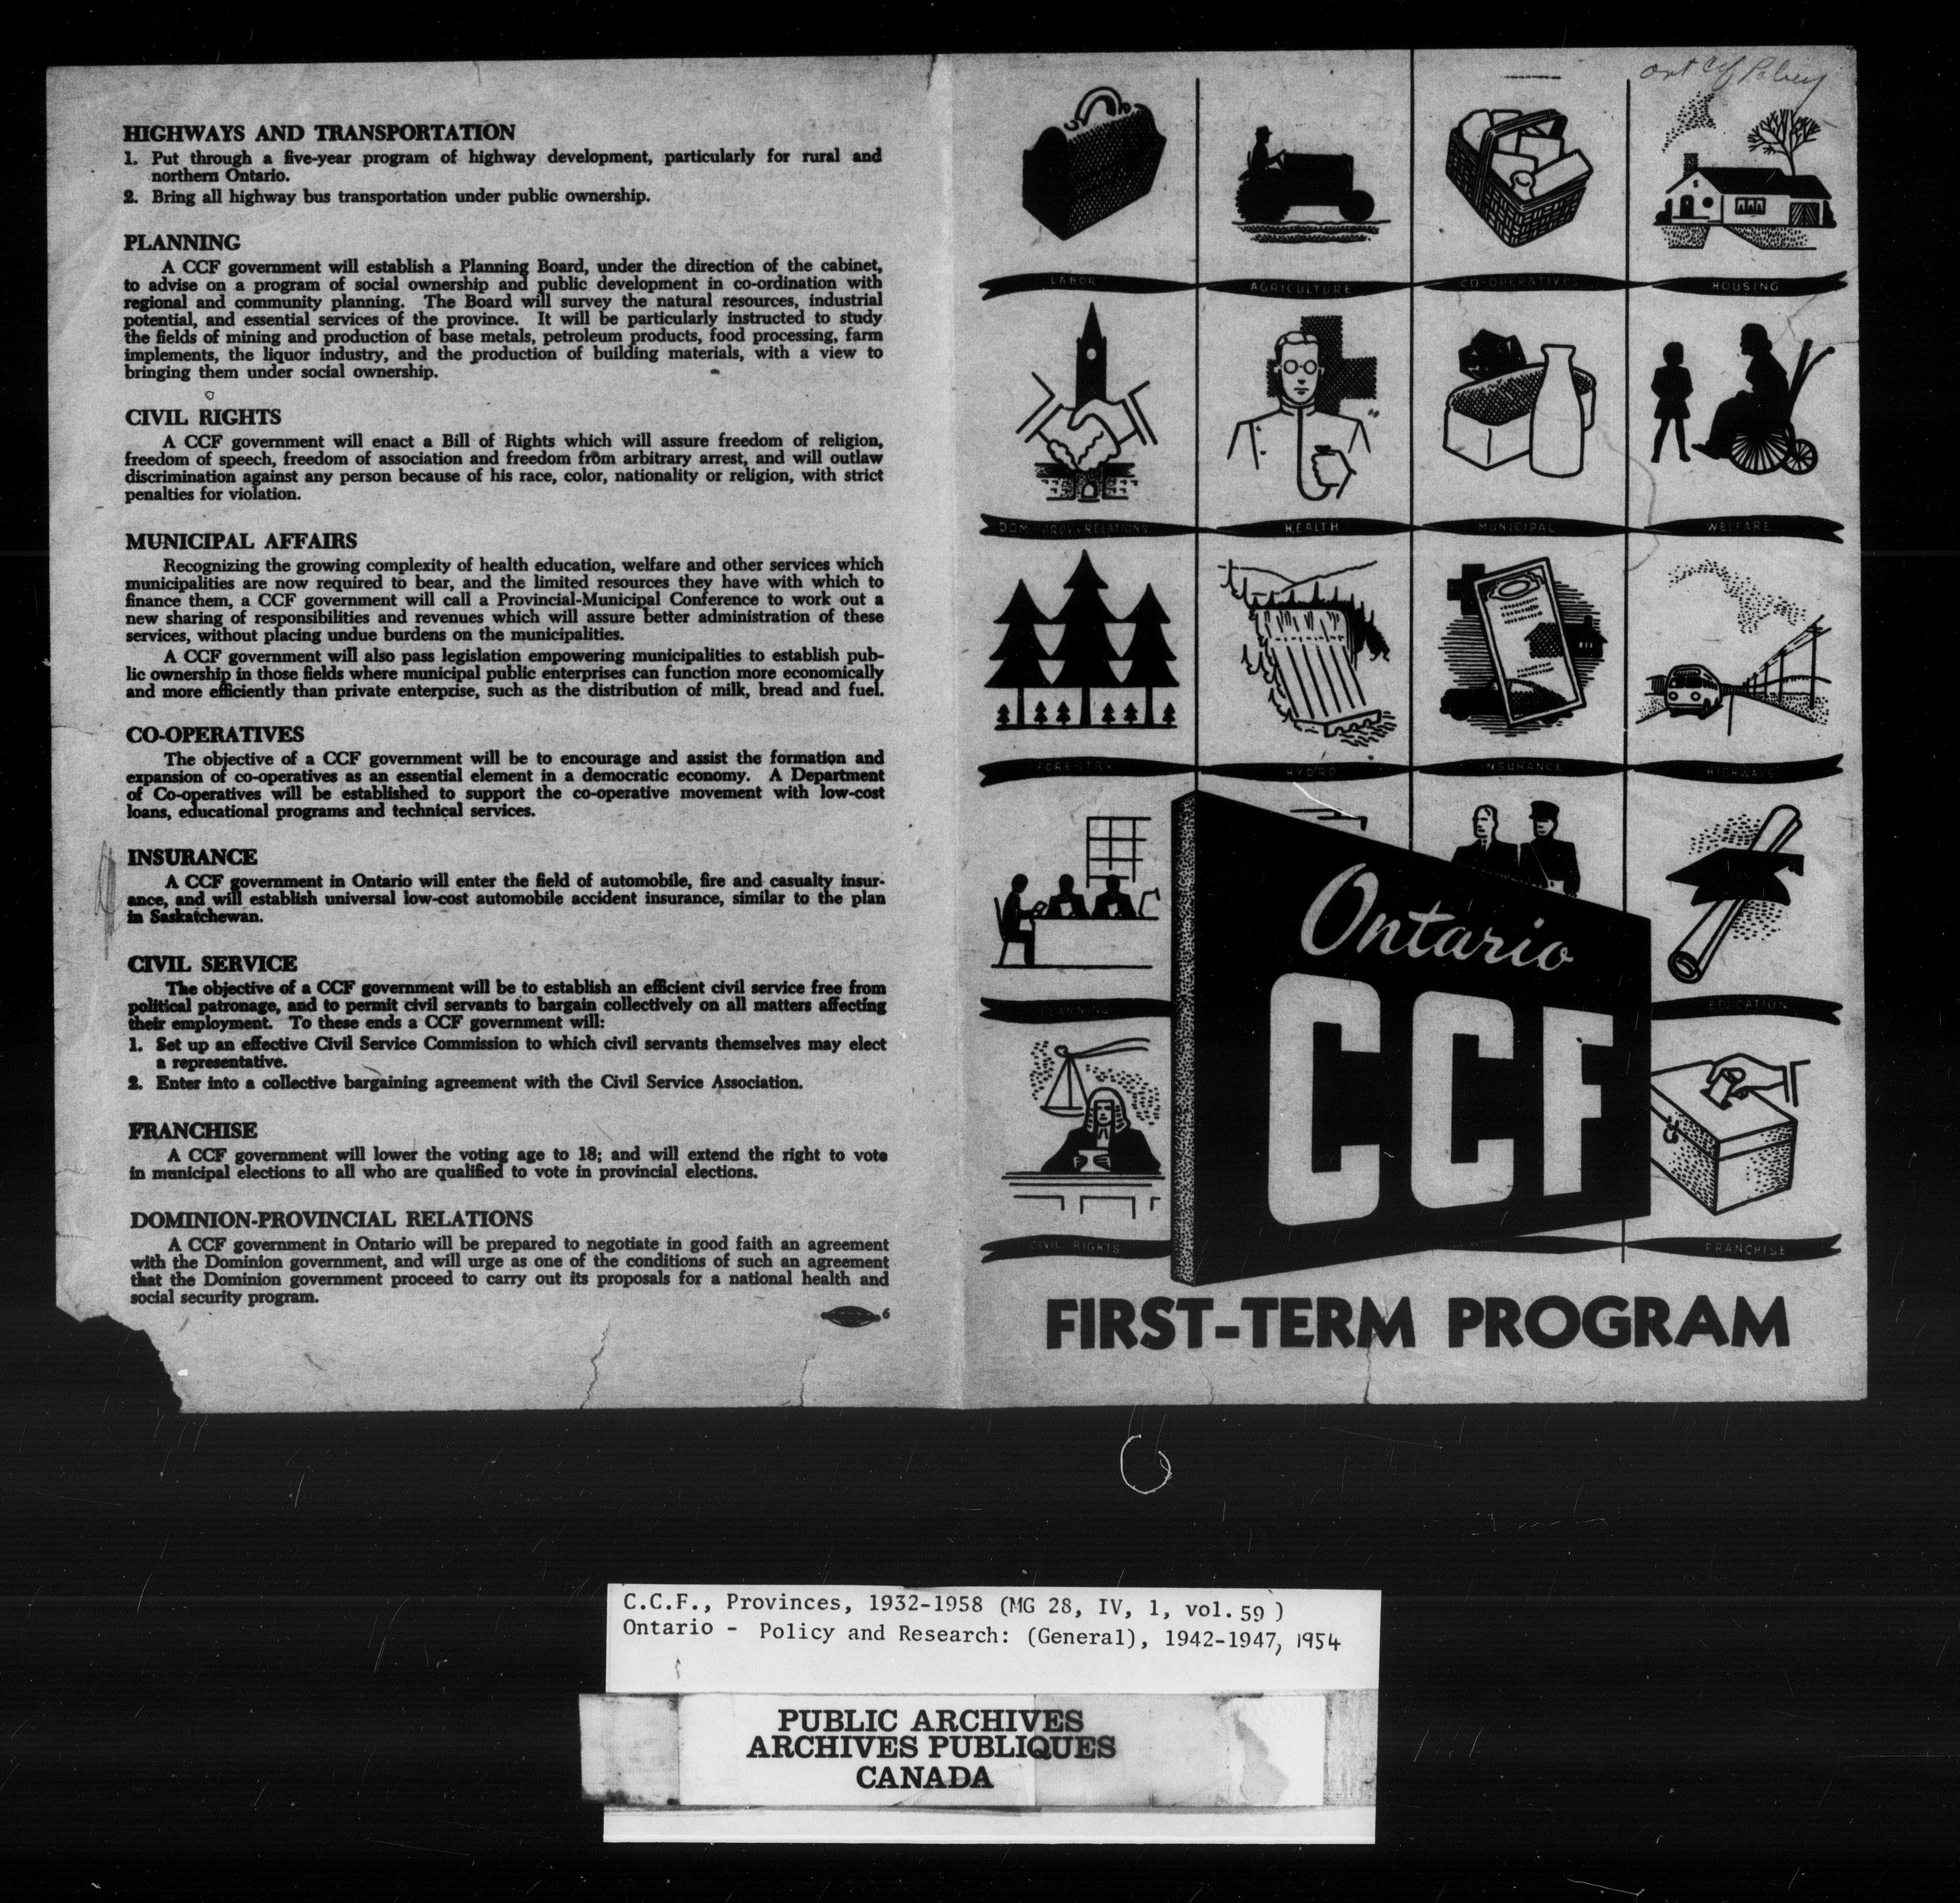 HIGHWAYS AND TRANSPORTATION
1. Put through a five-year program of highway development, particularly for rural and
northern Ontario.
2. Bring all highway bus transportation under public ownership.
PLANNING
A CCF government will establish a Planning Board, under the direction of the cabinet,
to advise on a program of social ownership and public development in co-ordination with
regional and community planning. The Board will survey the natural resources, industrial
potential, and essential services of the province. It will be particularly instructed to study
the fields of mining and production of base metals, petroleum products, food processing, farm
implements, the liquor industry, and the production of building materials, with a view to
bringing them under social ownership.
CIVIL RIGHTS
A CCF government will enact a Bill of Rights which will assure freedom of religion,
freedom of speech, freedom of association and freedom from arbitrary arrest, and will outlaw
discrimination against any person because of his race, color, nationality or religion, with strict
penalties for violation.
MUNICIPAL AFFAIRS
Recognizing the growing complexity of health education, welfare and other services which
municipalities are now required to bear, and the limited resources they have with which to
finance them, a CCF government will call a Provincial-Municipal Conference to work out a
new sharing of responsibilities and revenues which will assure better administration of these
services, without placing undue burdens on the municipalities.
A CCF government will also pass legislation empowering municipalities to establish pub-
lic ownership in those fields where municipal public enterprises can function more economically
and more efficiently than private enterprise, such as the distribution of milk, bread and fuel.
CO-OPERATIVES
The objective of a CCF government will be to encourage and assist the formation and
expansion of co-operatives as an essential element in a democratic economy. A Department
of Co-operatives will be established to support the co-operative movement with low-cost
loans, educational programs and technical services.
INSURANCE
A CCF government in Ontario will enter the field of automobile, fire and casualty insur-
ance, and will establish universal low-cost automobile accident insurance, similar to the plan
in Saskatchewan.
CIVIL SERVICE
The objective of a CCF government will be to establish an efficient civil service free from
political patronage, and to permit civil servants to bargain collectively on all matters affecting
their employment. To these ends a CCF government will:
1. Set up an effective Civil Service Commission to which civil servants themselves may elect
a representative.
2. Enter into a collective bargaining agreement with the Civil Service Association.
FRANCHISE
A CCF government will lower the voting age to 18; and will extend the right to vote
in municipal elections to all who are qualified to vote in provincial elections.
DOMINION-PROVINCIAL RELATIONS
A CCF government in Ontario will be prepared to negotiate in good faith an agreement
with the Dominion government, and will urge as one of the conditions of such an agreement
that the Dominion government proceed to carry out its proposals for a national health and
social security program.
6
Ont CCF Policy
LABOR
AGRICULTURE
CO-OPERATIVES
HOUSING
DOM-PROV RELATIONS
HEALTH
MUNICIPAL
WELFARE
FORESTRY
HYDRO
INSURANCE
HIGHWAYS
PLANNING
EDUCATION
CIVIL RIGHTS
FRANCHISE
Ontario
CCF
FIRST-TERM PROGRAM
C.C.F., Provinces, 1932-1958 (MG 28, IV, 1, vol. 59 )
Ontario - Policy and Research: (General), 1942-1947, 1954
PUBLIC ARCHIVES
ARCHIVES PUBLIQUES
CANADA